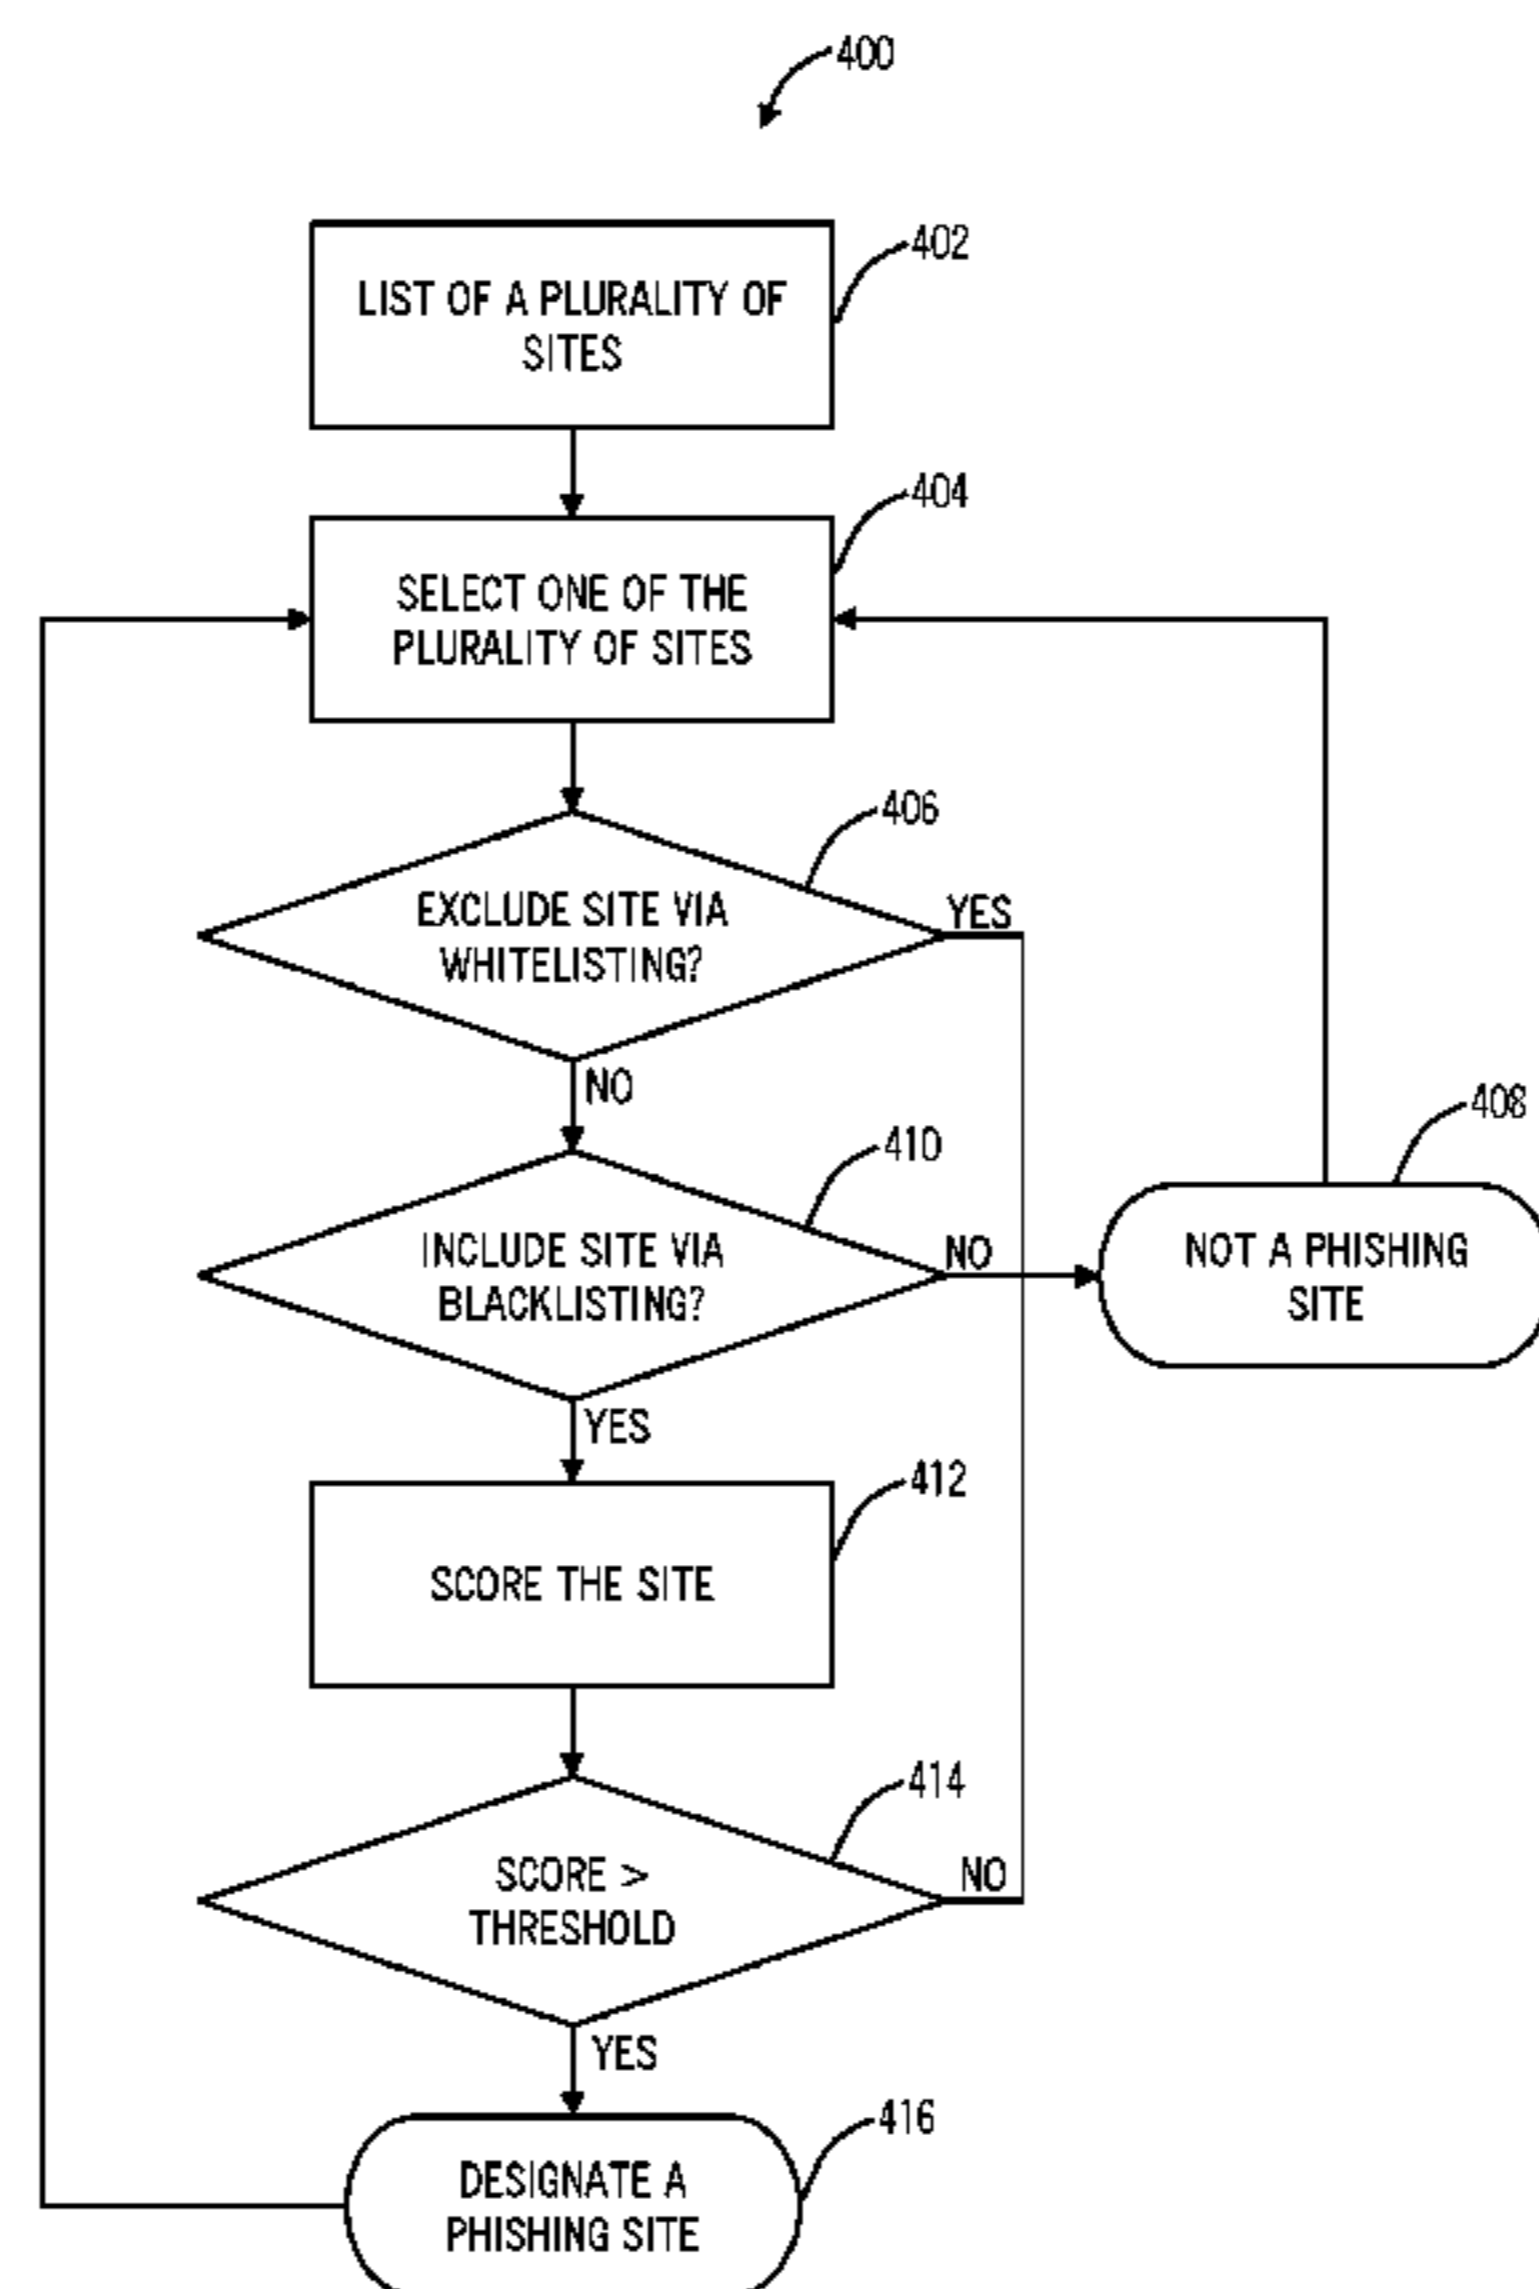 400
402
LIST OF A PLURALITY OF
SITES
404
SELECT ONE OF THE
PLURALITY OF SITES
406
EXCLUDE SITE VIA
WHITELISTING?
YES
NO
408
410
INCLUDE SITE VIA
BLACKLISTING?
NO
NOT A PHISHING
SITE
YES
412
SCORE THE SITE
414
SCORE >
THRESHOLD
NO
YES
416
DESIGNATE A
PHISHING SITE